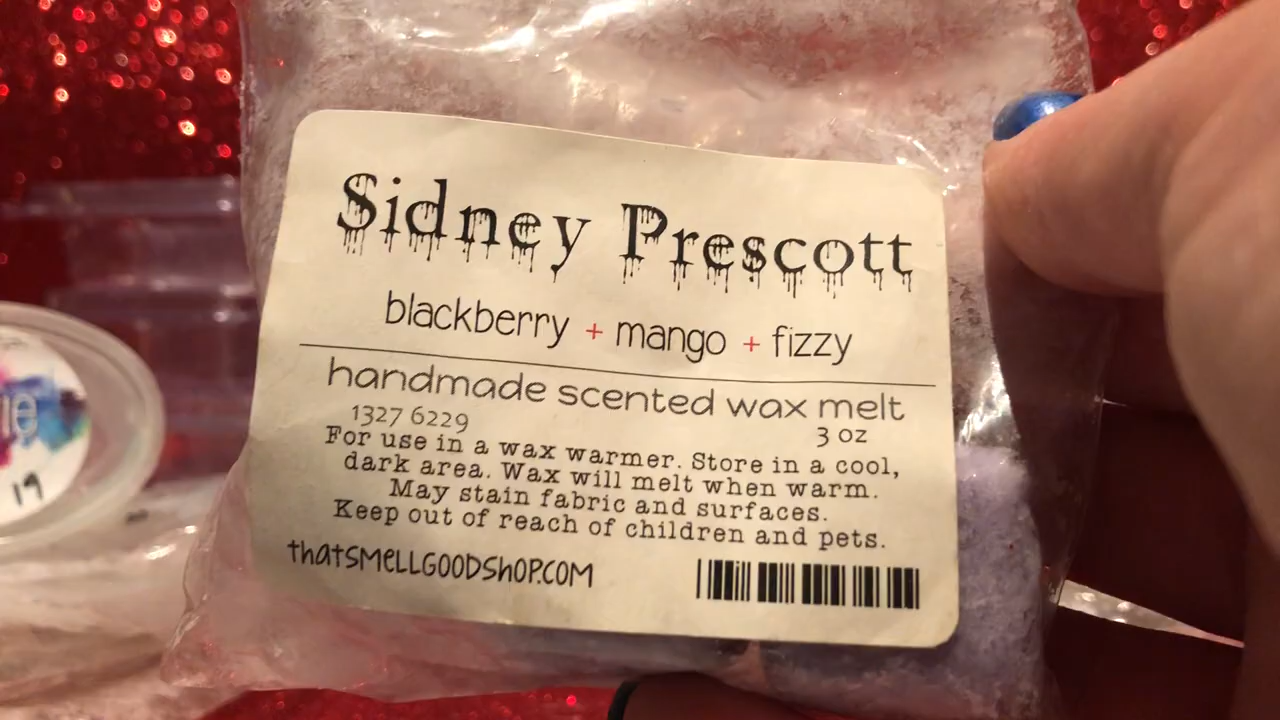 Sidney Prescott
blackberry + mango + fizzy
handmade scented wax melt
1327 6229
3 oz
For use in a wax warmer. Store in a cool,
dark area. Wax will melt when warm.
May stain fabric and surfaces.
Keep out of reach of children and pets.
thatsmellgoodshop.com
19